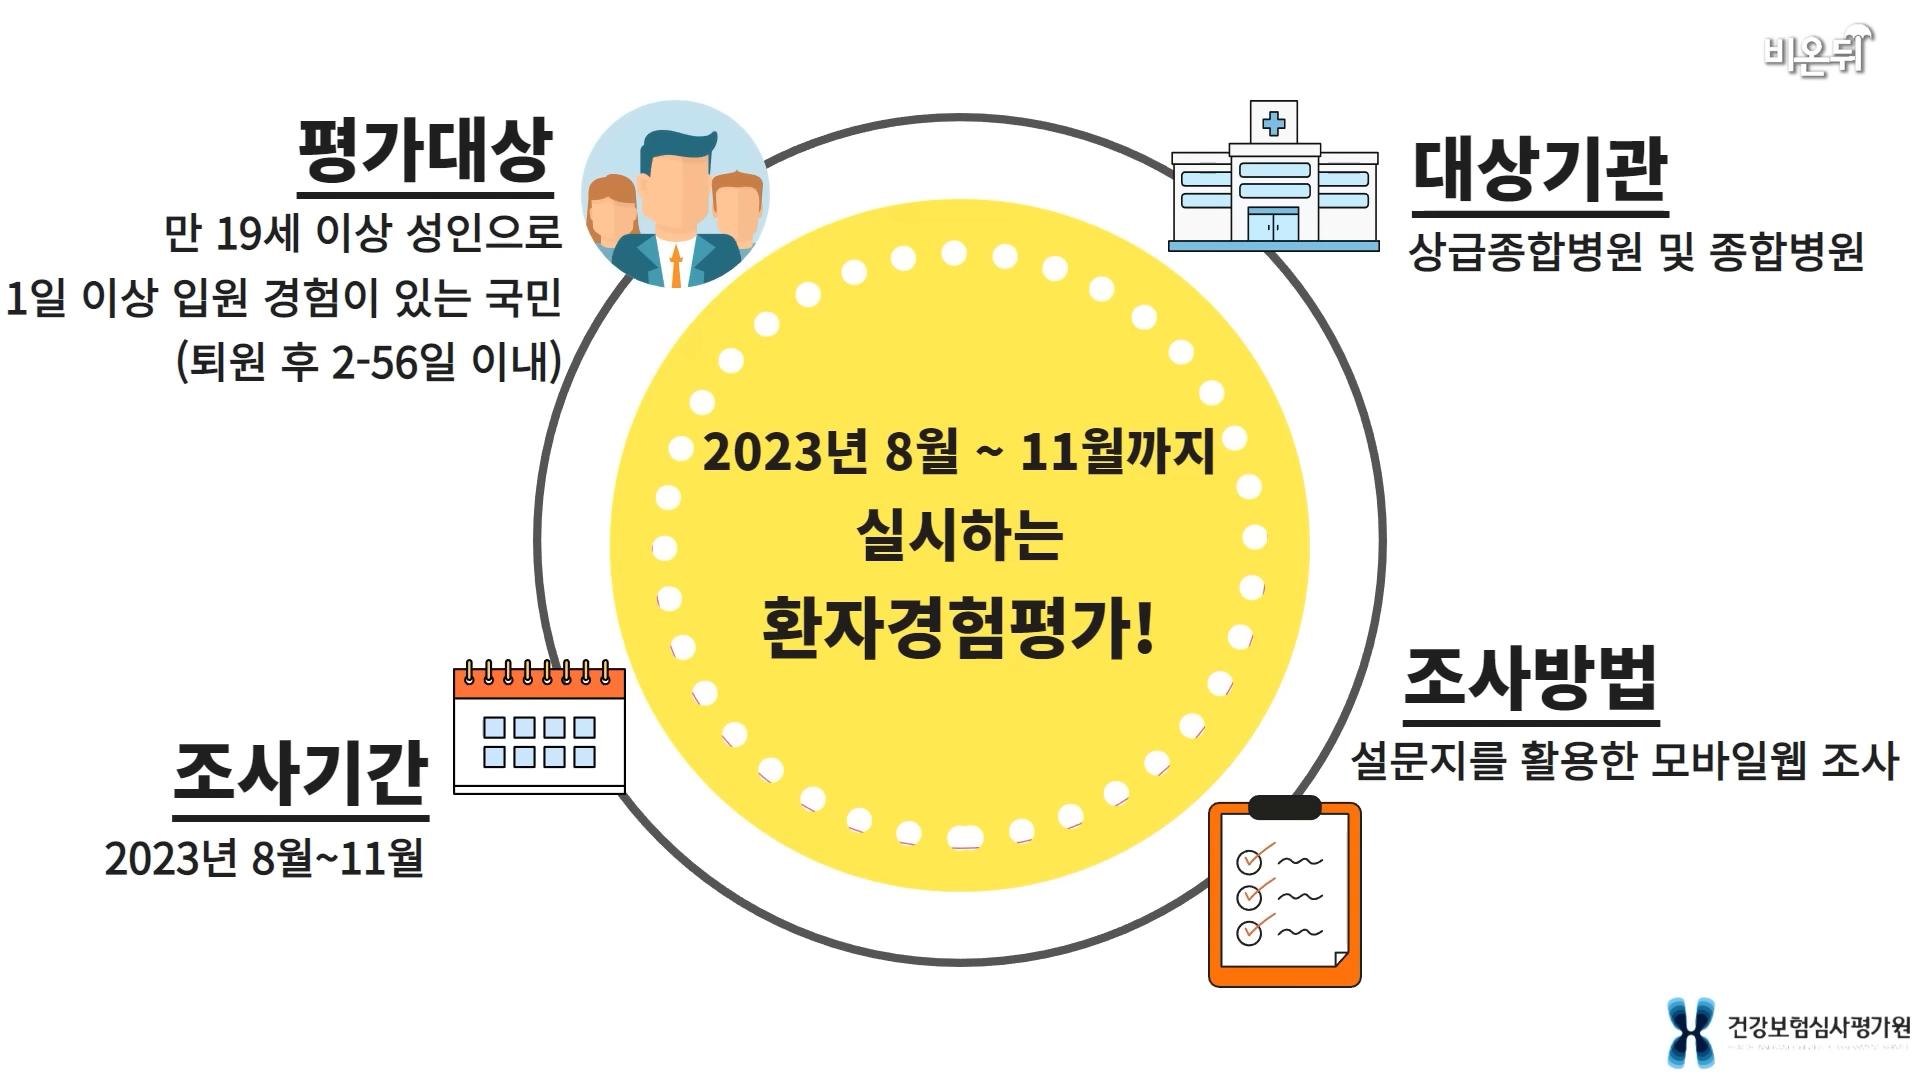 비온뒤
평가대상
만 19세 이상 성인으로
1일 이상 입원 경험이 있는 국민
(퇴원 후 2-56일 이내)
대상기관
상급종합병원 및 종합병원
2023년 8월 ~ 11월까지
실시하는
환자경험평가!
조사기간
2023년 8월~11월
조사방법
설문지를 활용한 모바일웹 조사
건강보험심사평가원